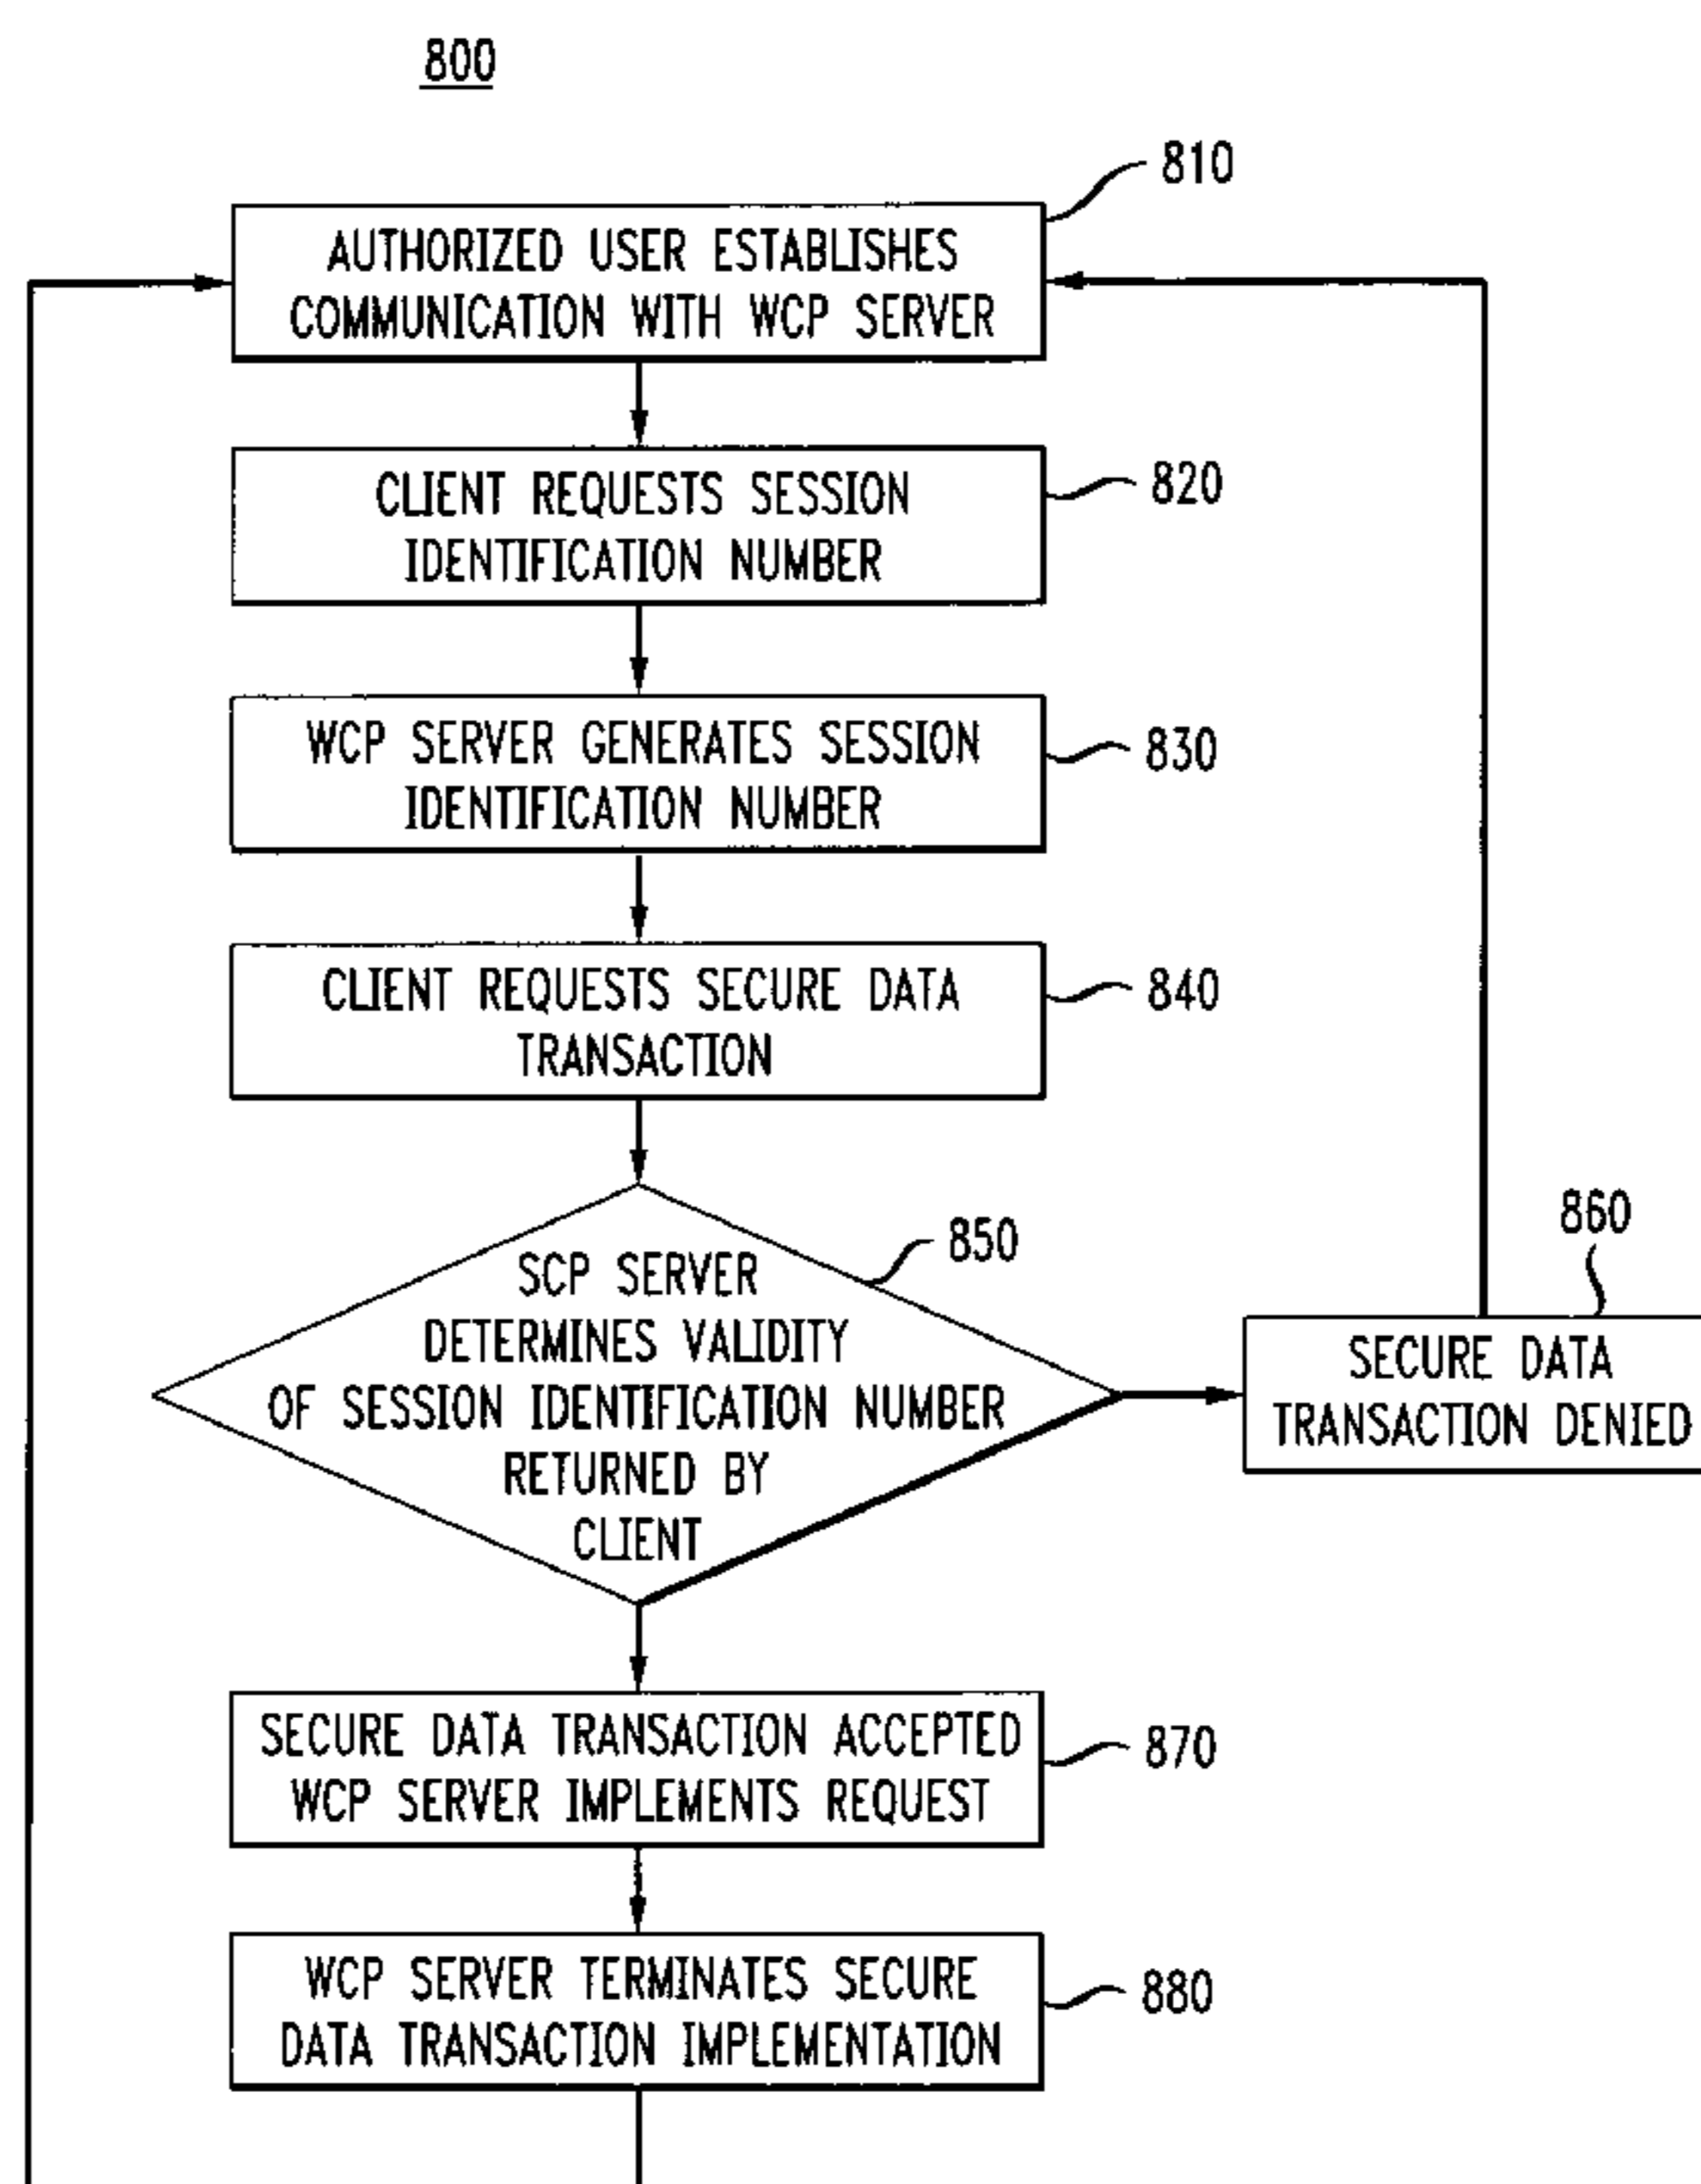 800
810
AUTHORIZED USER ESTABLISHES
COMMUNICATION WITH WCP SERVER
CLIENT REQUESTS SESSION
IDENTIFICATION NUMBER
820
WCP SERVER GENERATES SESSION
IDENTIFICATION NUMBER
830
CLIENT REQUESTS SECURE DATA
TRANSACTION
840
SCP SERVER
DETERMINES VALIDITY
OF SESSION IDENTIFICATION NUMBER
RETURNED BY
CLIENT
850
860
SECURE DATA
TRANSACTION DENIED
SECURE DATA TRANSACTION ACCEPTED
WCP SERVER IMPLEMENTS REQUEST
870
WCP SERVER TERMINATES SECURE
DATA TRANSACTION IMPLEMENTATION
880